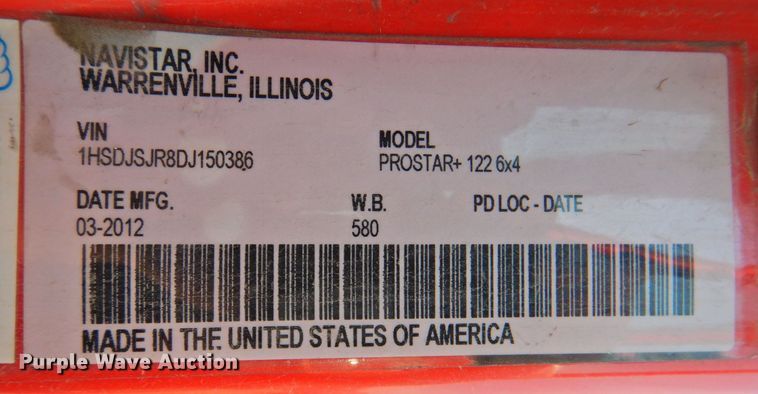 NAVISTAR, INC.
WARRENVILLE, ILLINOIS
VIN
1HSDJSJR8DJ150386
MODEL
PROSTAR+ 122 6x4
DATE MFG.
03-2012
W.B.
580
PD LOC - DATE
MADE IN THE UNITED STATES OF AMERICA
Purple Wave Auction